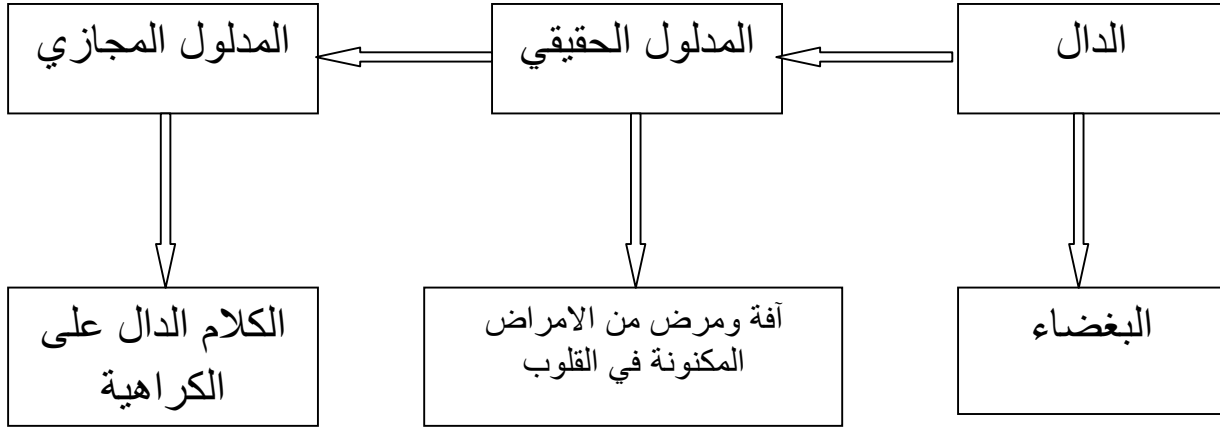 الدال
المدلول الحقيقي
المدلول المجازي
البغضاء
آفة ومرض من الامراض
المكنونة في القلوب
الكلام الدال على
الكراهية